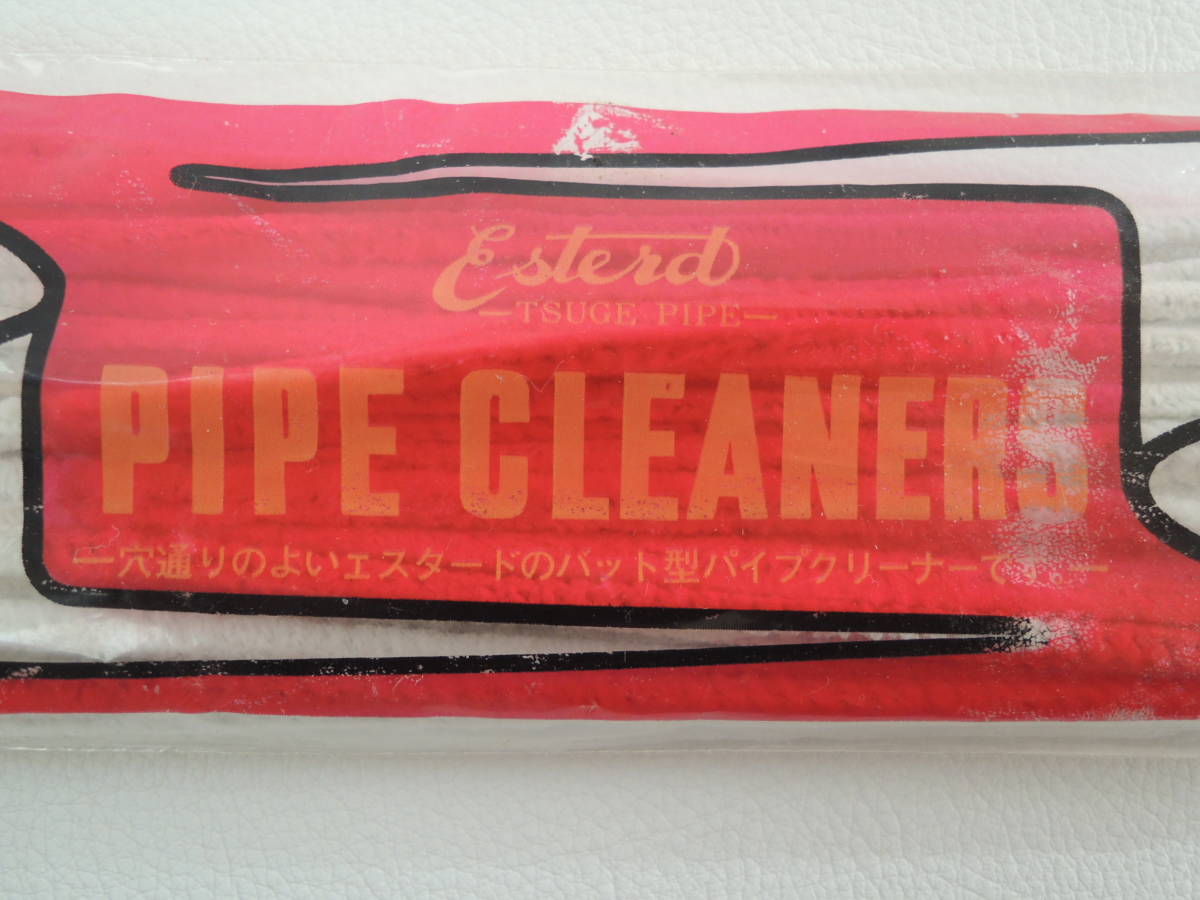 Esterd
—TSUGE PIPE—
PIPE CLEANERS
—穴通りのよいエスタードのバット型パイプクリーナーです。—